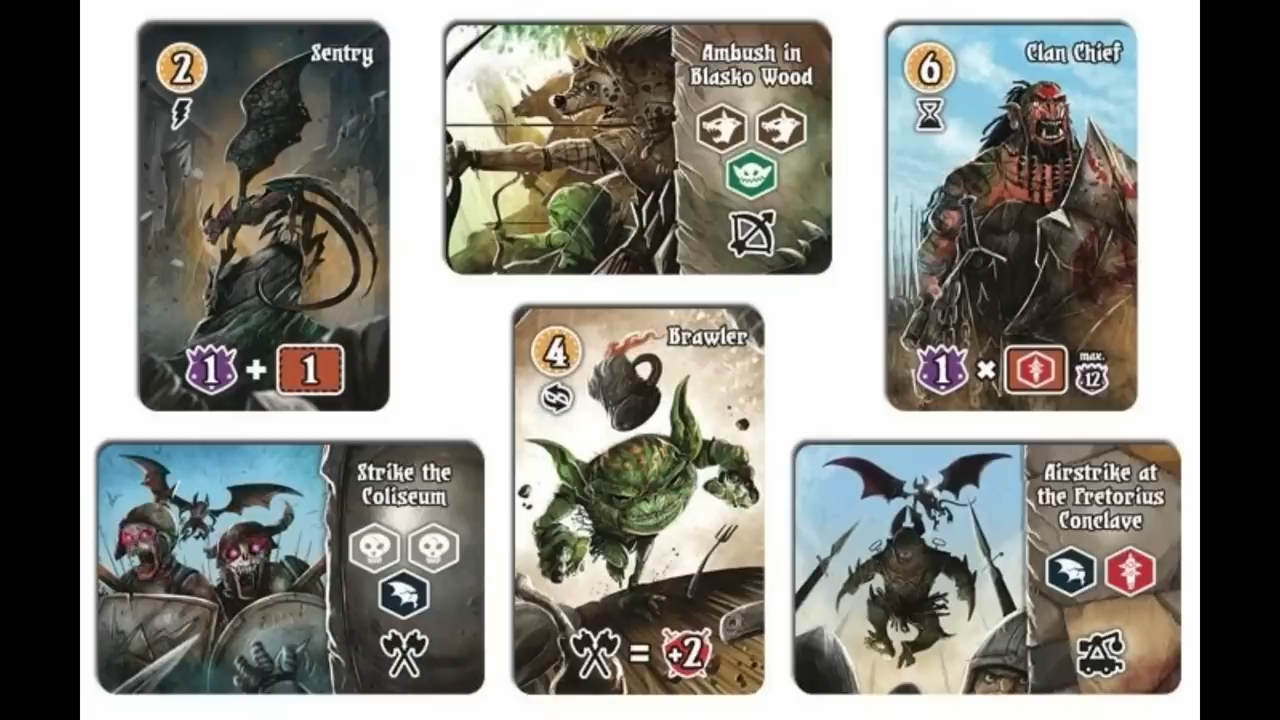 2
Sentry
1 + 1
Ambush in
Blasko Wood
6
Clan Chief
1 × max.
12
Strike the
Coliseum
4
Brawler
= +2
Airstrike at
the Pretorius
Conclave